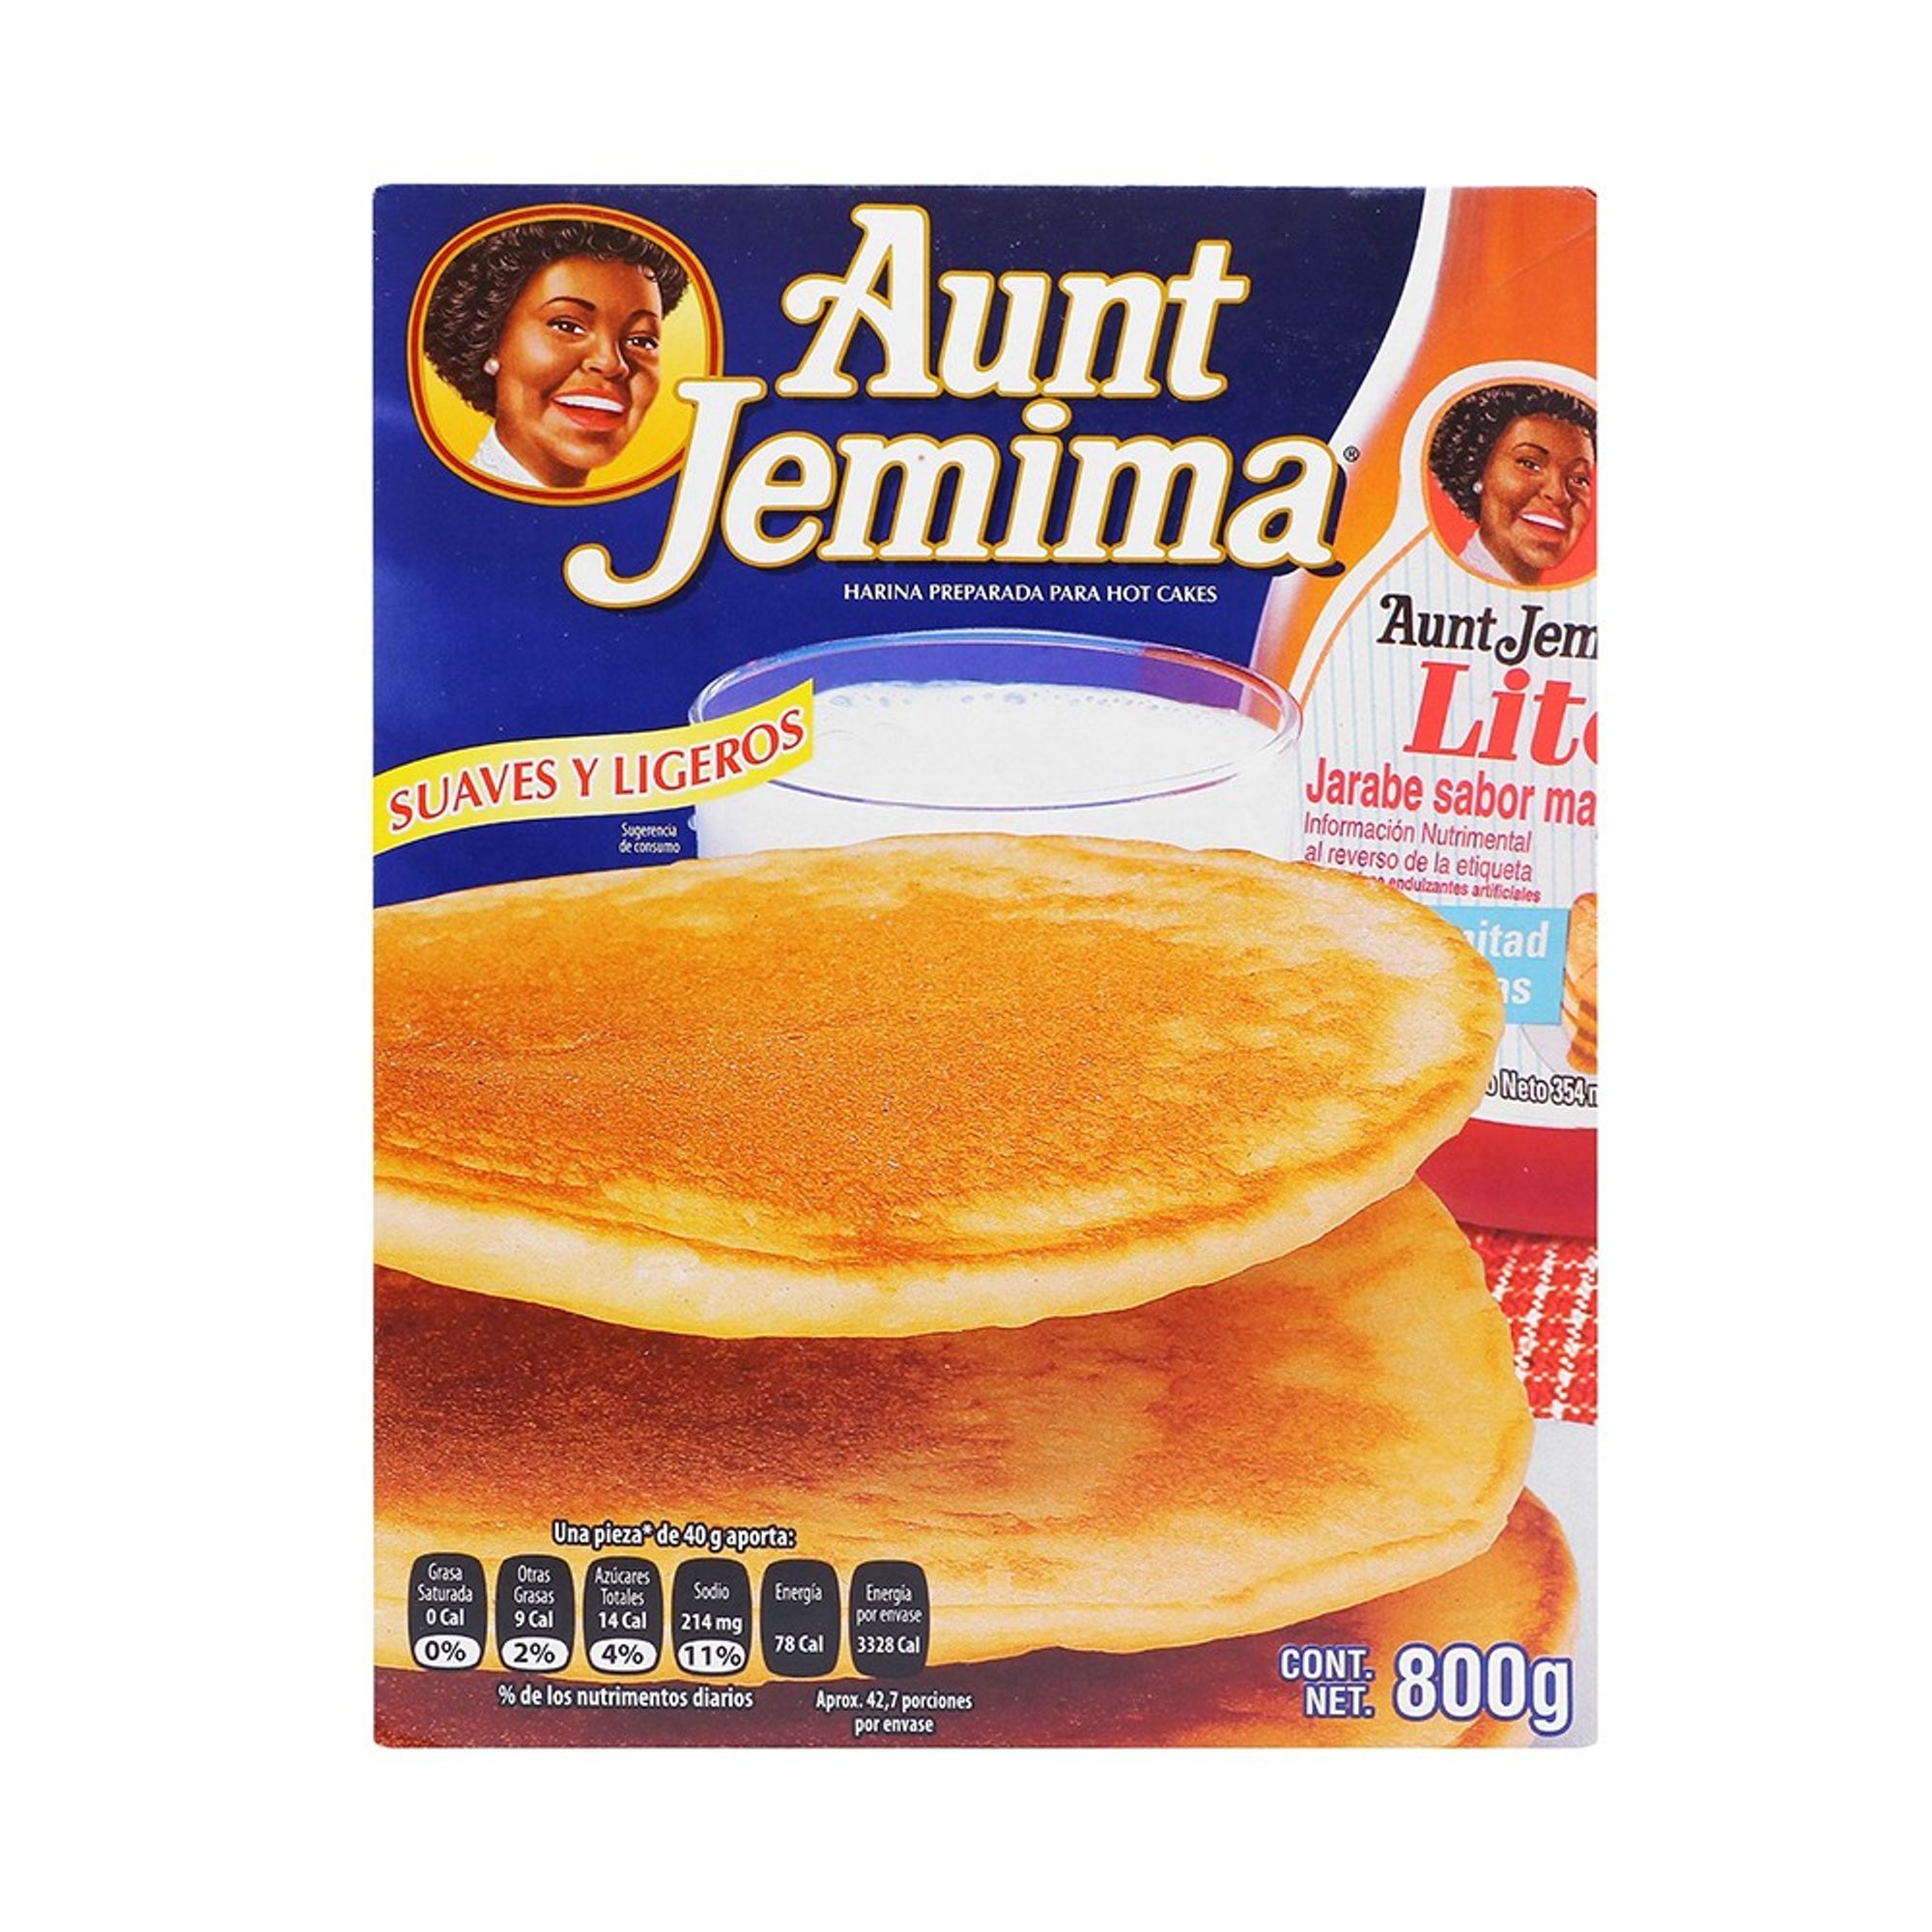 Aunt
Jemima®
HARINA PREPARADA PARA HOT CAKES
SUAVES Y LIGEROS
Sugerencia
de consumo
Aunt Jem
Lite
Jarabe sabor ma
Información Nutrimental
al reverso de la etiqueta
endulzantes artificiales
itad
as
Neto 354 m
Una pieza* de 40 g aporta:
Grasa
Saturada
0 Cal
0%
Otras
Grasas
9 Cal
2%
Azúcares
Totales
14 Cal
4%
Sodio
214 mg
11%
Energía
78 Cal
Energía
por envase
3328 Cal
% de los nutrimentos diarios
Aprox. 42,7 porciones
por envase
CONT.
NET.
800g